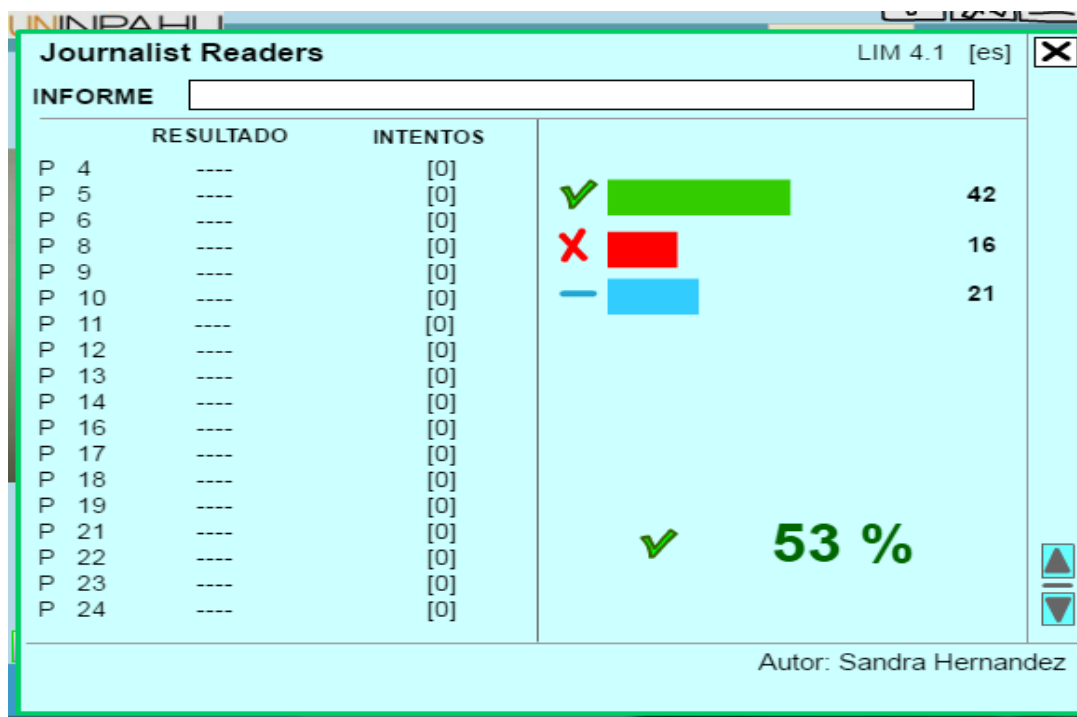 UNINPAHU
Journalist Readers LIM 4.1 [es]
INFORME
RESULTADO INTENTOS
P 4 ---- [0]
P 5 ---- [0]
P 6 ---- [0]
P 8 ---- [0]
P 9 ---- [0]
P 10 ---- [0]
P 11 ---- [0]
P 12 ---- [0]
P 13 ---- [0]
P 14 ---- [0]
P 16 ---- [0]
P 17 ---- [0]
P 18 ---- [0]
P 19 ---- [0]
P 21 ---- [0]
P 22 ---- [0]
P 23 ---- [0]
P 24 ---- [0]
42
16
21
53 %
Autor: Sandra Hernandez